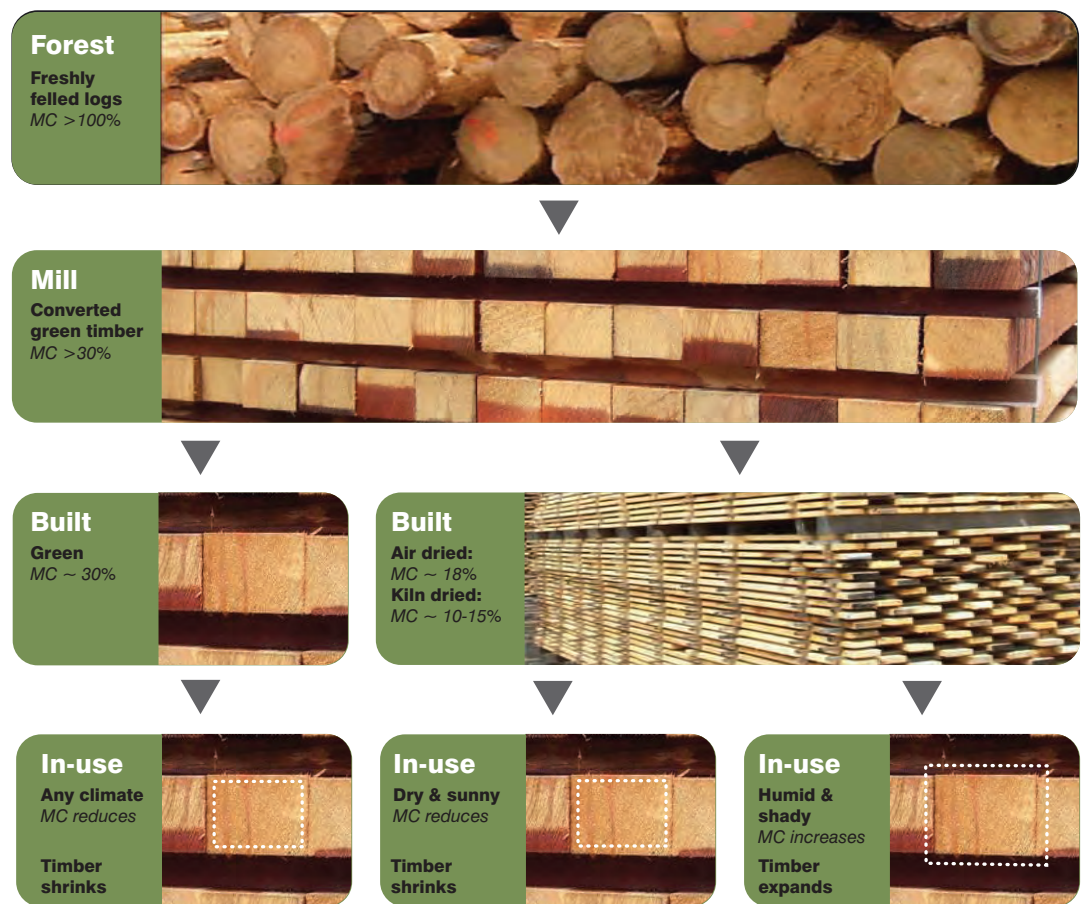 Forest
Freshly
felled logs
MC >100%
Mill
Converted
green timber
MC >30%
Built
Green
MC ~ 30%
Built
Air dried:
MC ~ 18%
Kiln dried:
MC ~ 10-15%
In-use
Any climate
MC reduces
Timber
shrinks
In-use
Dry & sunny
MC reduces
Timber
shrinks
In-use
Humid &
shady
MC increases
Timber
expands